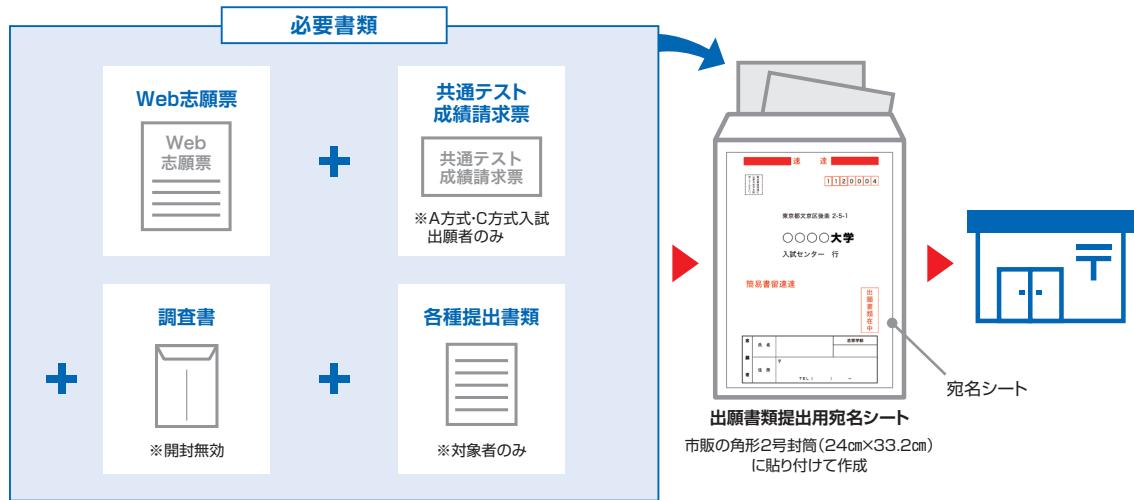 必要書類
Web志願票
Web
志願票
共通テスト
成績請求票
共通テスト
成績請求票
※A方式・C方式入試
出願者のみ
調査書
※開封無効
各種提出書類
※対象者のみ
速 達
1120004
東京都文京区後楽 2-5-1
○○○○大学
入試センター 行
簡易書留速達
出願書類在中
志願者
氏 名
志願学部
住 所
〒
TEL ( ) −
宛名シート
出願書類提出用宛名シート
市販の角形2号封筒(24㎝×33.2㎝)
に貼り付けて作成
〒